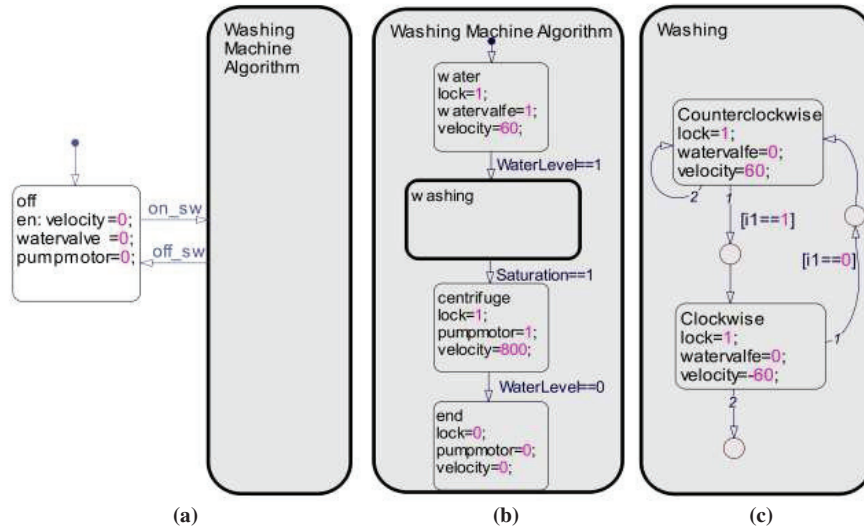 Washing
Machine
Algorithm
off
en: velocity=0;
watervalve =0;
pumpmotor=0;
on_sw
off_sw
(a)
Washing Machine Algorithm
water
lock=1;
watervalfe=1;
velocity=60;
WaterLevel==1
washing
Saturation==1
centrifuge
lock=1;
pumpmotor=1;
velocity=800;
WaterLevel==0
end
lock=0;
pumpmotor=0;
velocity=0;
(b)
Washing
Counterclockwise
lock=1;
watervalfe=0;
velocity=60;
2
1
[i1==1]
[i1==0]
Clockwise
lock=1;
watervalfe=0;
velocity=-60;
1
2
(c)